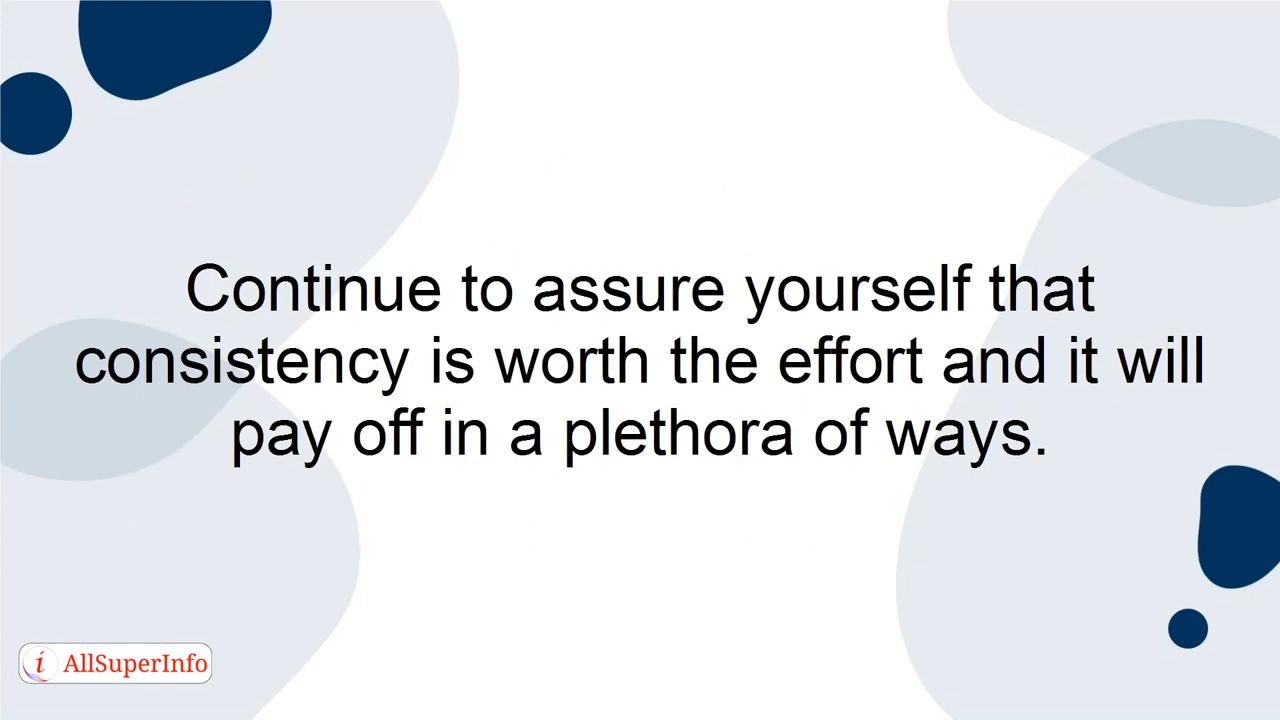 Continue to assure yourself that
consistency is worth the effort and it will
pay off in a plethora of ways.
i AllSuperInfo